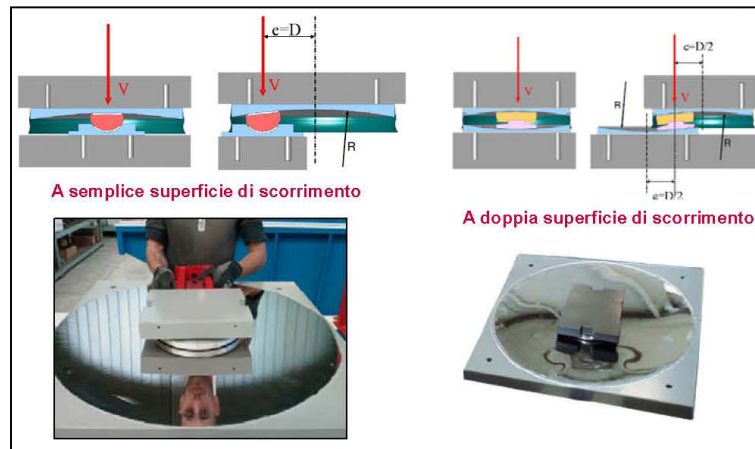 e=D
V
V
R
A semplice superficie di scorrimento
e=D/2
V
V
R
R
e=D/2
A doppia superficie di scorrimento